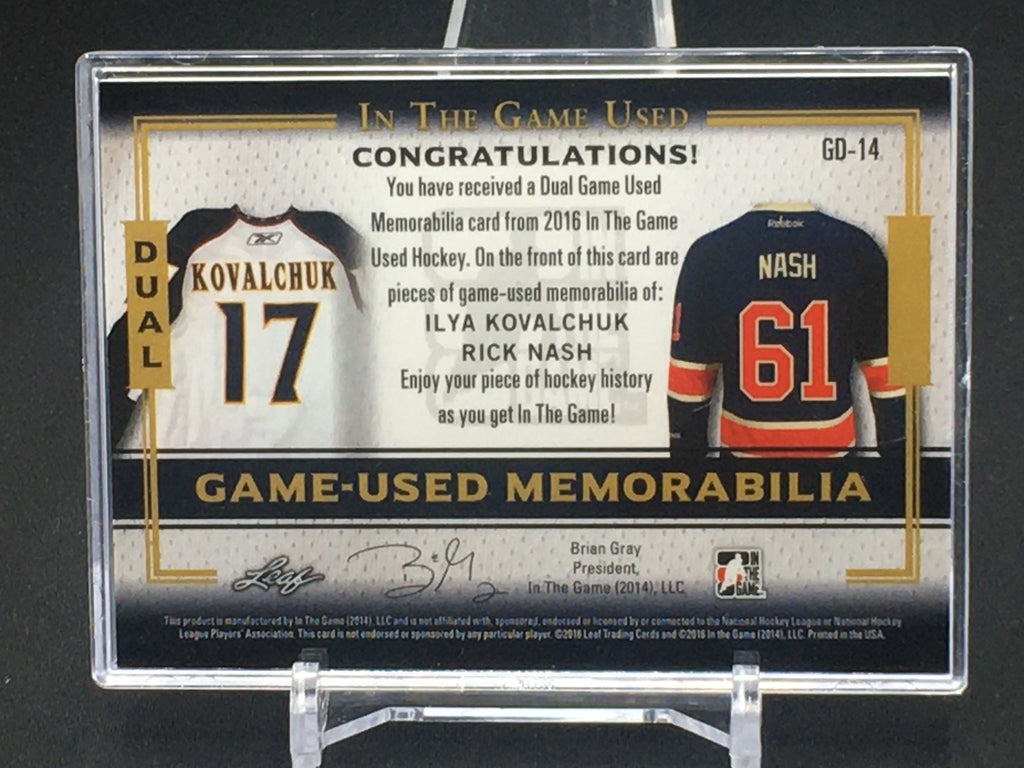 IN THE GAME USED
CONGRATULATIONS!
GD-14
You have received a Dual Game Used
Memorabilia card from 2016 In The Game
Used Hockey. On the front of this card are
pieces of game-used memorabilia of:
ILYA KOVALCHUK
RICK NASH
Enjoy your piece of hockey history
as you get In The Game!
DUAL
KOVALCHUK
17
Reebok
NASH
61
GAME-USED MEMORABILIA
Leaf
Brian Gray
President,
In The Game (2014), LLC
IN
THE
GAME
This product is manufactured by In The Game (2014), LLC and is not affiliated with, sponsored, endorsed or licensed by or connected to the National Hockey League or National Hockey
League Players' Association. This card is not endorsed or sponsored by any particular player. ©2016 Leaf Trading Cards and ©2016 In the Game (2014), LLC. Printed in the USA.